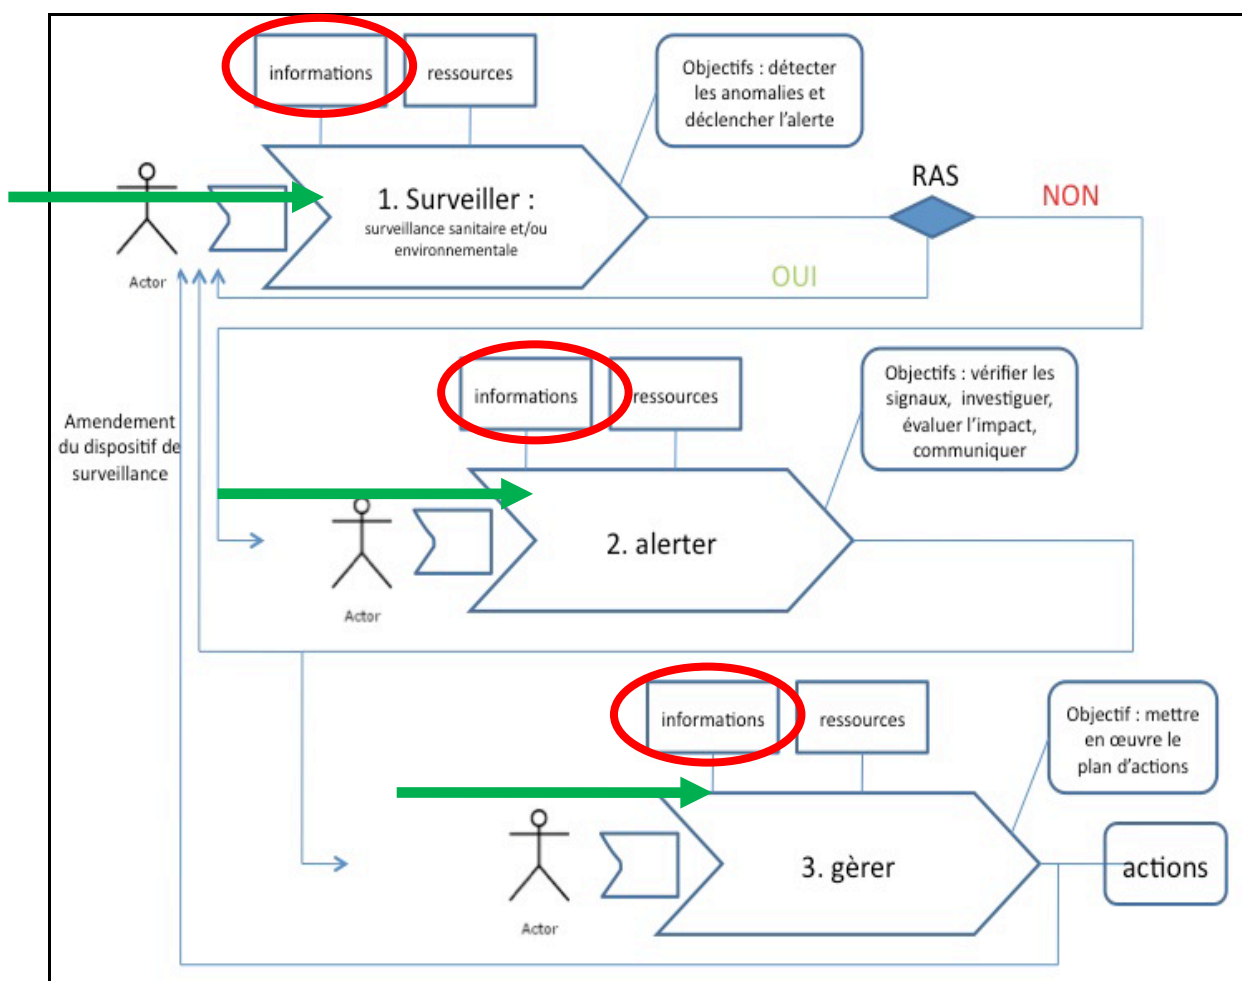 informations
ressources
Objectifs : détecter
les anomalies et
déclencher l'alerte
1. Surveiller :
surveillance sanitaire et/ou
environnementale
RAS
NON
OUI
Actor
informations
ressources
Objectifs : vérifier les
signaux, investiguer,
évaluer l'impact,
communiquer
Amendement
du dispositif de
surveillance
2. alerter
Actor
informations
ressources
Objectif : mettre
en œuvre le
plan d'actions
3. gèrer
actions
Actor